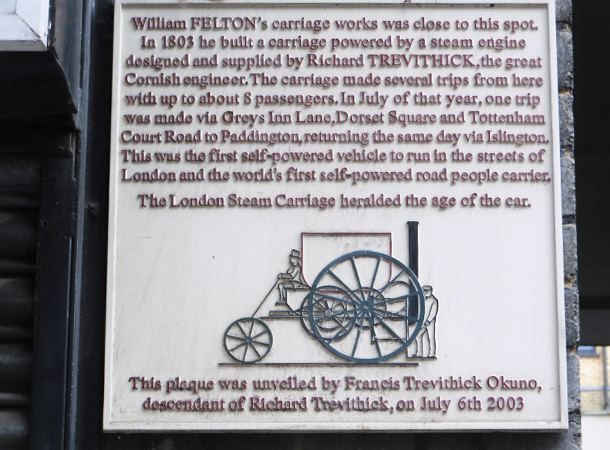 William FELTON's carriage works was close to this spot.
In 1803 he built a carriage powered by a steam engine
designed and supplied by Richard TREVITHICK, the great
Cornish engineer. The carriage made several trips from here
with up to about 8 passengers. In July of that year, one trip
was made via Greys Inn Lane, Dorset Square and Tottenham
Court Road to Paddington, returning the same day via Islington.
This was the first self-powered vehicle to run in the streets of
London and the world's first self-powered road people carrier.
The London Steam Carriage heralded the age of the car.
This plaque was unveiled by Francis Trevithick Okuno,
descendant of Richard Trevithick, on July 6th 2003